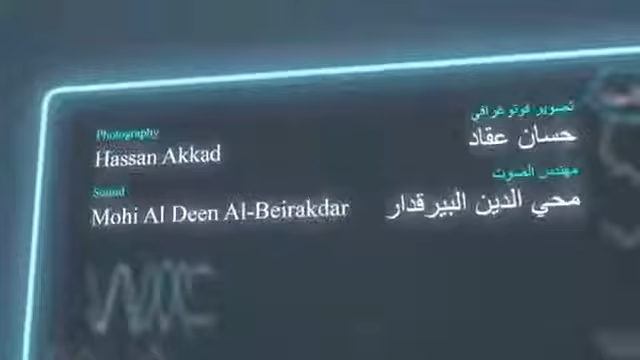 Photography
تصوير فوتوغرافي
Hassan Akkad
حسان عقاد
Sound
مهندس الصوت
Mohi Al Deen Al-Beirakdar
محي الدين البيرقدار